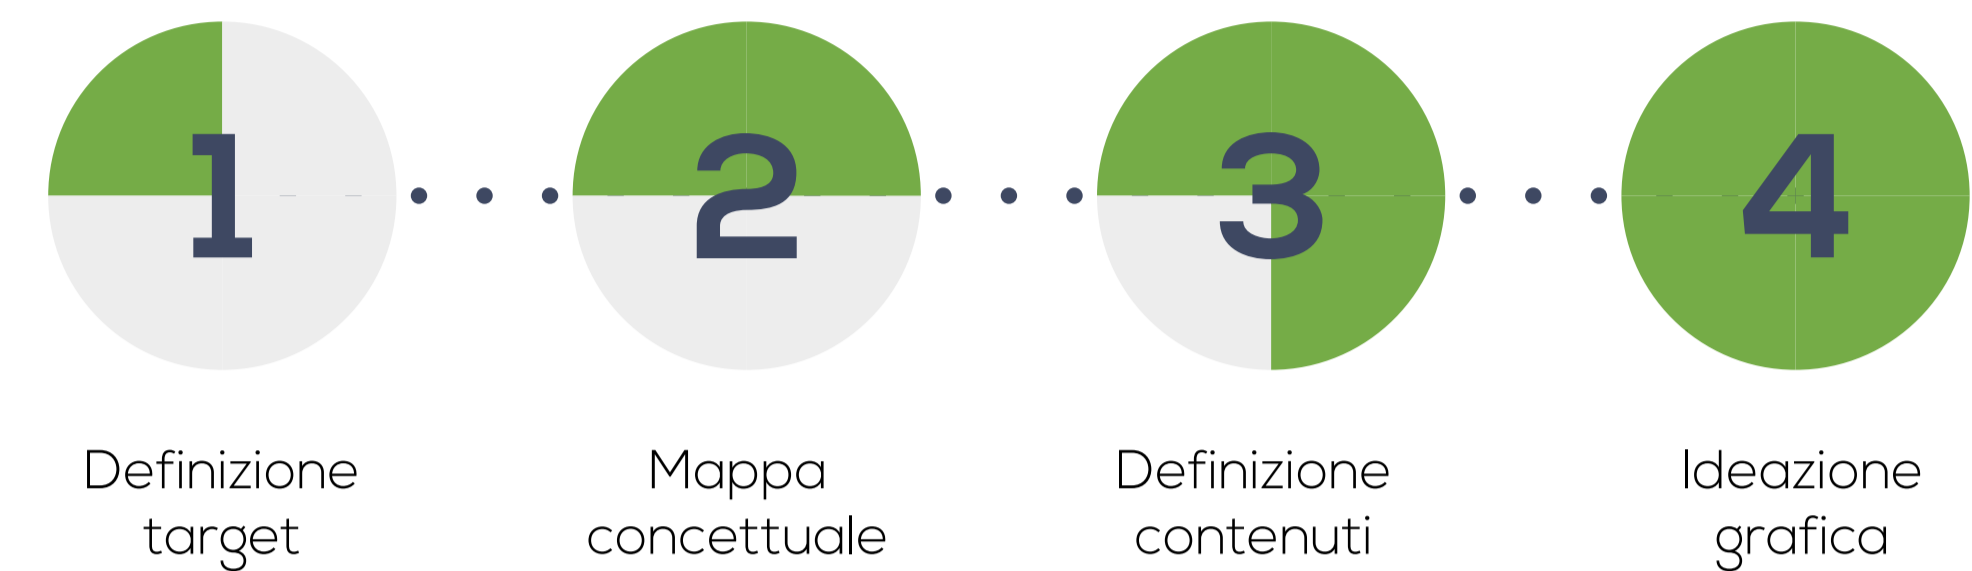 1
2
3
4
Definizione
target
Mappa
concettuale
Definizione
contenuti
Ideazione
grafica